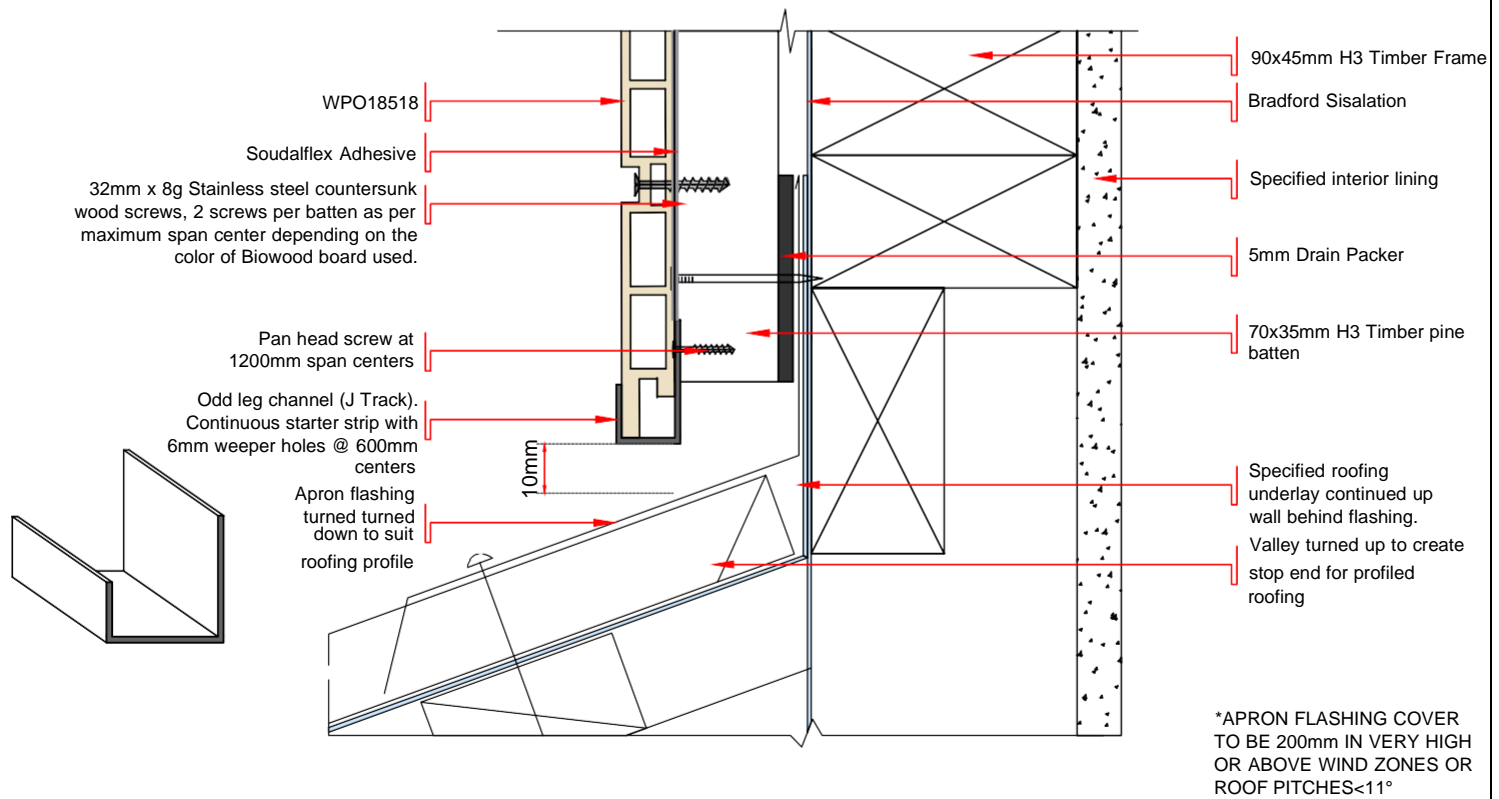 WPO18518
Soudalflex Adhesive
32mm x 8g Stainless steel countersunk
wood screws, 2 screws per batten as per
maximum span center depending on the
color of Biowood board used.
Pan head screw at
1200mm span centers
Odd leg channel (J Track).
Continuous starter strip with
6mm weeper holes @ 600mm
centers
Apron flashing
turned turned
down to suit
roofing profile
10mm
90x45mm H3 Timber Frame
Bradford Sisalation
Specified interior lining
5mm Drain Packer
70x35mm H3 Timber pine
batten
Specified roofing
underlay continued up
wall behind flashing.
Valley turned up to create
stop end for profiled
roofing
*APRON FLASHING COVER
TO BE 200mm IN VERY HIGH
OR ABOVE WIND ZONES OR
ROOF PITCHES<11°